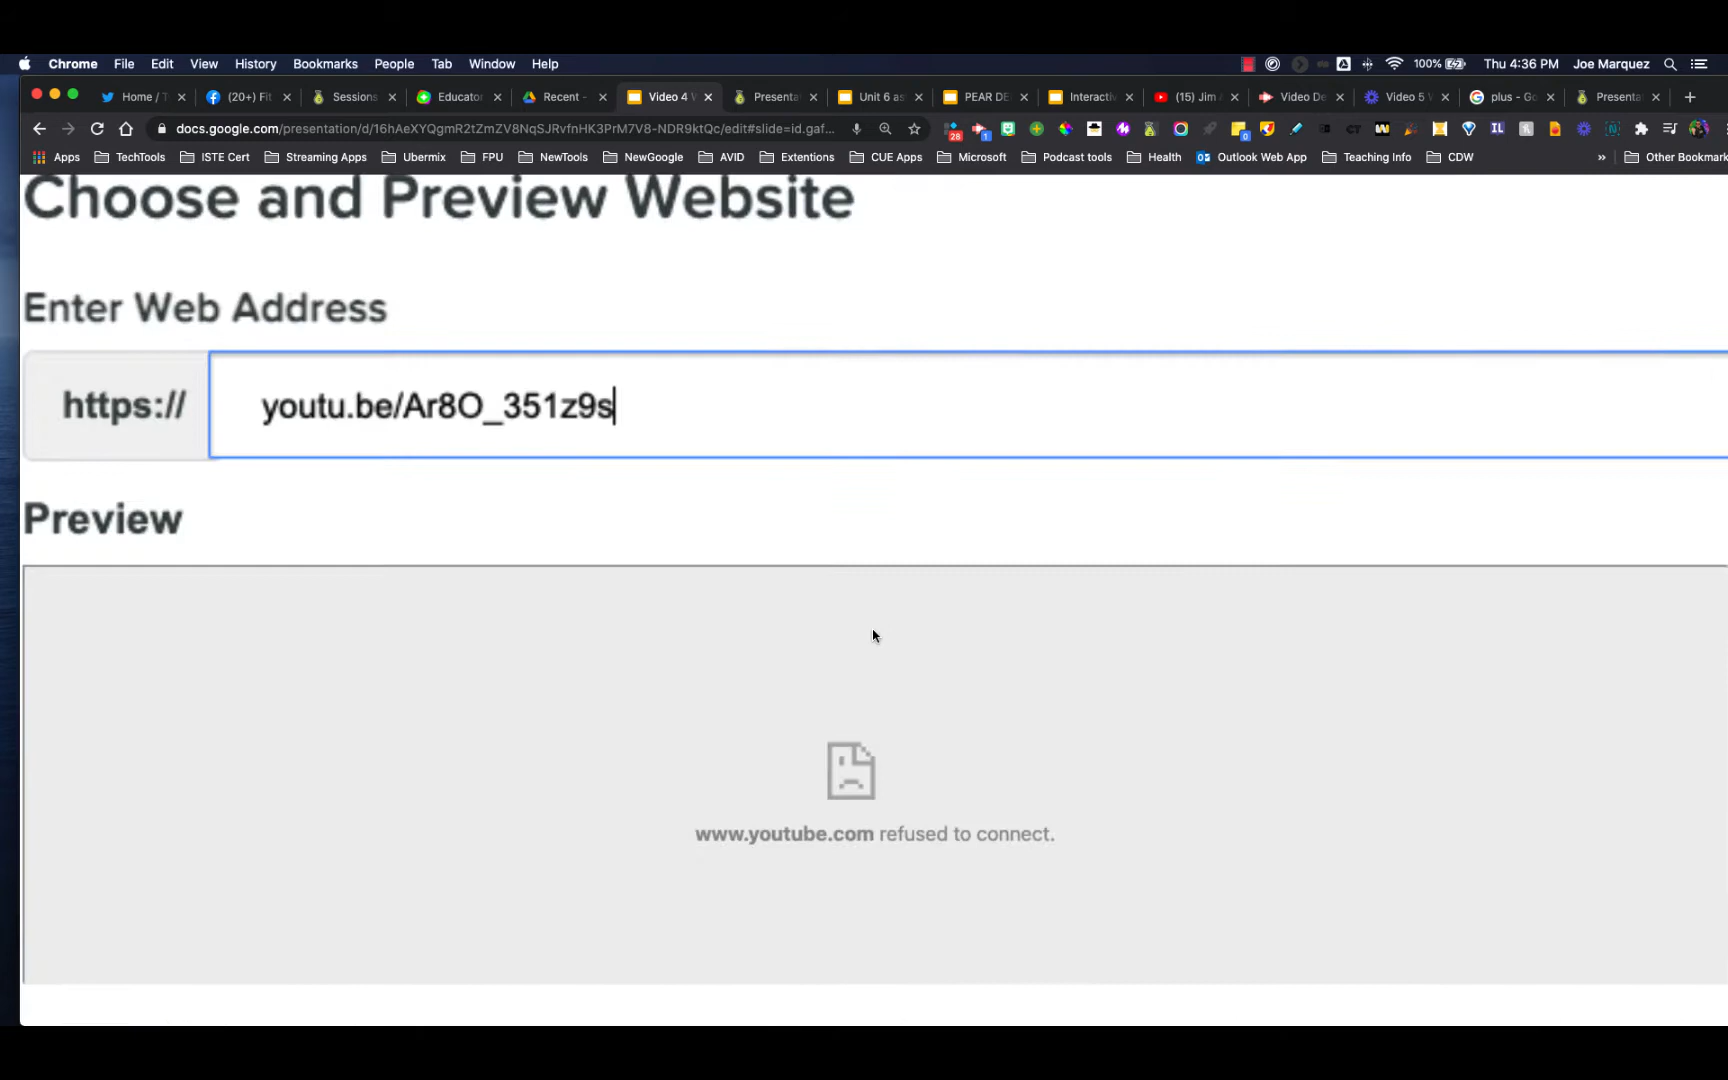 Chrome File Edit View History Bookmarks People Tab Window Help 100% Thu 4:36 PM Joe Marquez
Home / T (20+) Fit Sessions Educator Recent - Video 4 W Presenta Unit 6 as PEAR DE Interactiv (15) Jim A Video De Video 5 W plus - Go Presenta
docs.google.com/presentation/d/16hAeXYQgmR2tZmZV8NqSJRvfnHK3PrM7V8-NDR9ktQc/edit#slide=id.gaf...
Apps TechTools ISTE Cert Streaming Apps Ubermix FPU NewTools NewGoogle AVID Extentions CUE Apps Microsoft Podcast tools Health Outlook Web App Teaching Info CDW » Other Bookmark
Choose and Preview Website
Enter Web Address
https:// youtu.be/Ar8O_351z9s
Preview
www.youtube.com refused to connect.